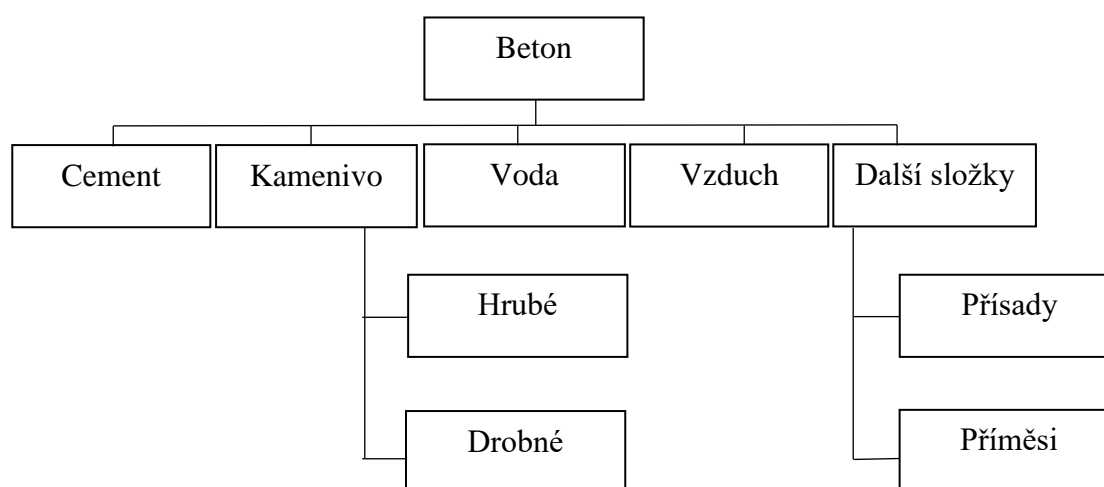 Beton
Cement
Kamenivo
Voda
Vzduch
Další složky
Hrubé
Přísady
Drobné
Příměsi